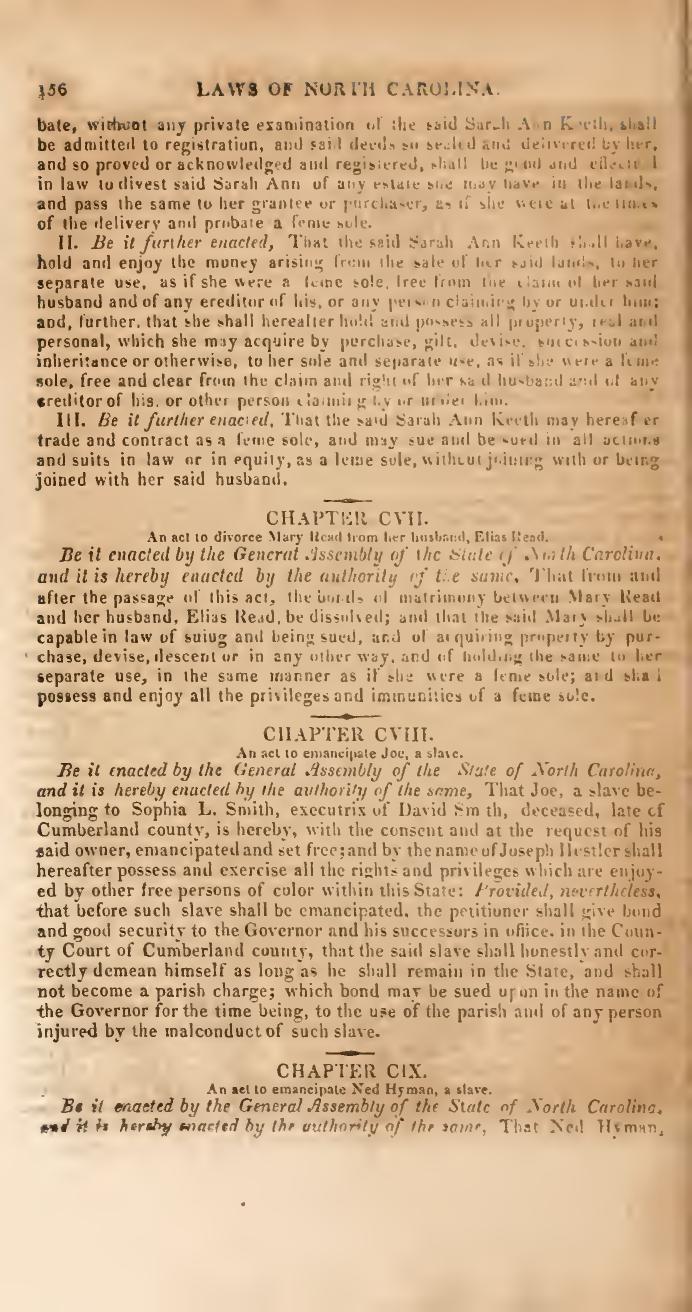 156 LAWS OF NORTH CAROLINA.
bate, without any private examination of the said Sarah Ann Keeth, shall
be admitted to registration, and said deeds so sealed and delivered by her,
and so proved or acknowledged and registered, shall be good and effectual
in law to divest said Sarah Ann of any estate she may have in the lands,
and pass the same to her grantee or purchaser, as if she were at the times
of the delivery and probate a feme sole.
II. Be it further enacted, That the said Sarah Ann Keeth shall have,
hold and enjoy the money arising from the sale of her said lands, to her
separate use, as if she were a feme sole, free from the claim of her said
husband and of any ereditor of his, or any person claiming by or under him;
and, further, that she shall hereafter hold and possess all property, real and
personal, which she may acquire by purchase, gift, devise, succession and
inheritance or otherwise, to her sole and separate use, as if she were a feme
sole, free and clear from the claim and right of her said husband and of any
creditor of his, or other person claiming by or under him.
III. Be it further enacted, That the said Sarah Ann Keeth may hereafter
trade and contract as a feme sole, and may sue and be sued in all actions
and suits in law or in equity, as a feme sole, without joining with or being
joined with her said husband.
CHAPTER CVII.
An act to divorce Mary Read from her husband, Elias Read.
Be it enacted by the General Assembly of the State of North Carolina,
and it is hereby enacted by the authority of the same, That from and
after the passage of this act, the bonds of matrimony between Mary Read
and her husband, Elias Read, be dissolved; and that the said Mary shall be
capable in law of suing and being sued, and of acquiring property by pur-
chase, devise, descent or in any other way, and of holding the same to her
separate use, in the same manner as if she were a feme sole; and shall
possess and enjoy all the privileges and immunities of a feme sole.
CHAPTER CVIII.
An act to emancipate Joe, a slave.
Be it enacted by the General Assembly of the State of North Carolina,
and it is hereby enacted by the authority of the same, That Joe, a slave be-
longing to Sophia L. Smith, executrix of David Smith, deceased, late of
Cumberland county, is hereby, with the consent and at the request of his
said owner, emancipated and set free; and by the name of Joseph Hostler shall
hereafter possess and exercise all the rights and privileges which are enjoy-
ed by other free persons of color within this State: Provided, nevertheless,
that before such slave shall be emancipated, the petitioner shall give bond
and good security to the Governor and his successors in office, in the Coun-
ty Court of Cumberland county, that the said slave shall honestly and cor-
rectly demean himself as long as he shall remain in the State, and shall
not become a parish charge; which bond may be sued upon in the name of
the Governor for the time being, to the use of the parish and of any person
injured by the malconduct of such slave.
CHAPTER CIX.
An act to emancipate Ned Hyman, a slave.
Be it enacted by the General Assembly of the State of North Carolina,
and it is hereby enacted by the authority of the same, That Ned Hyman,